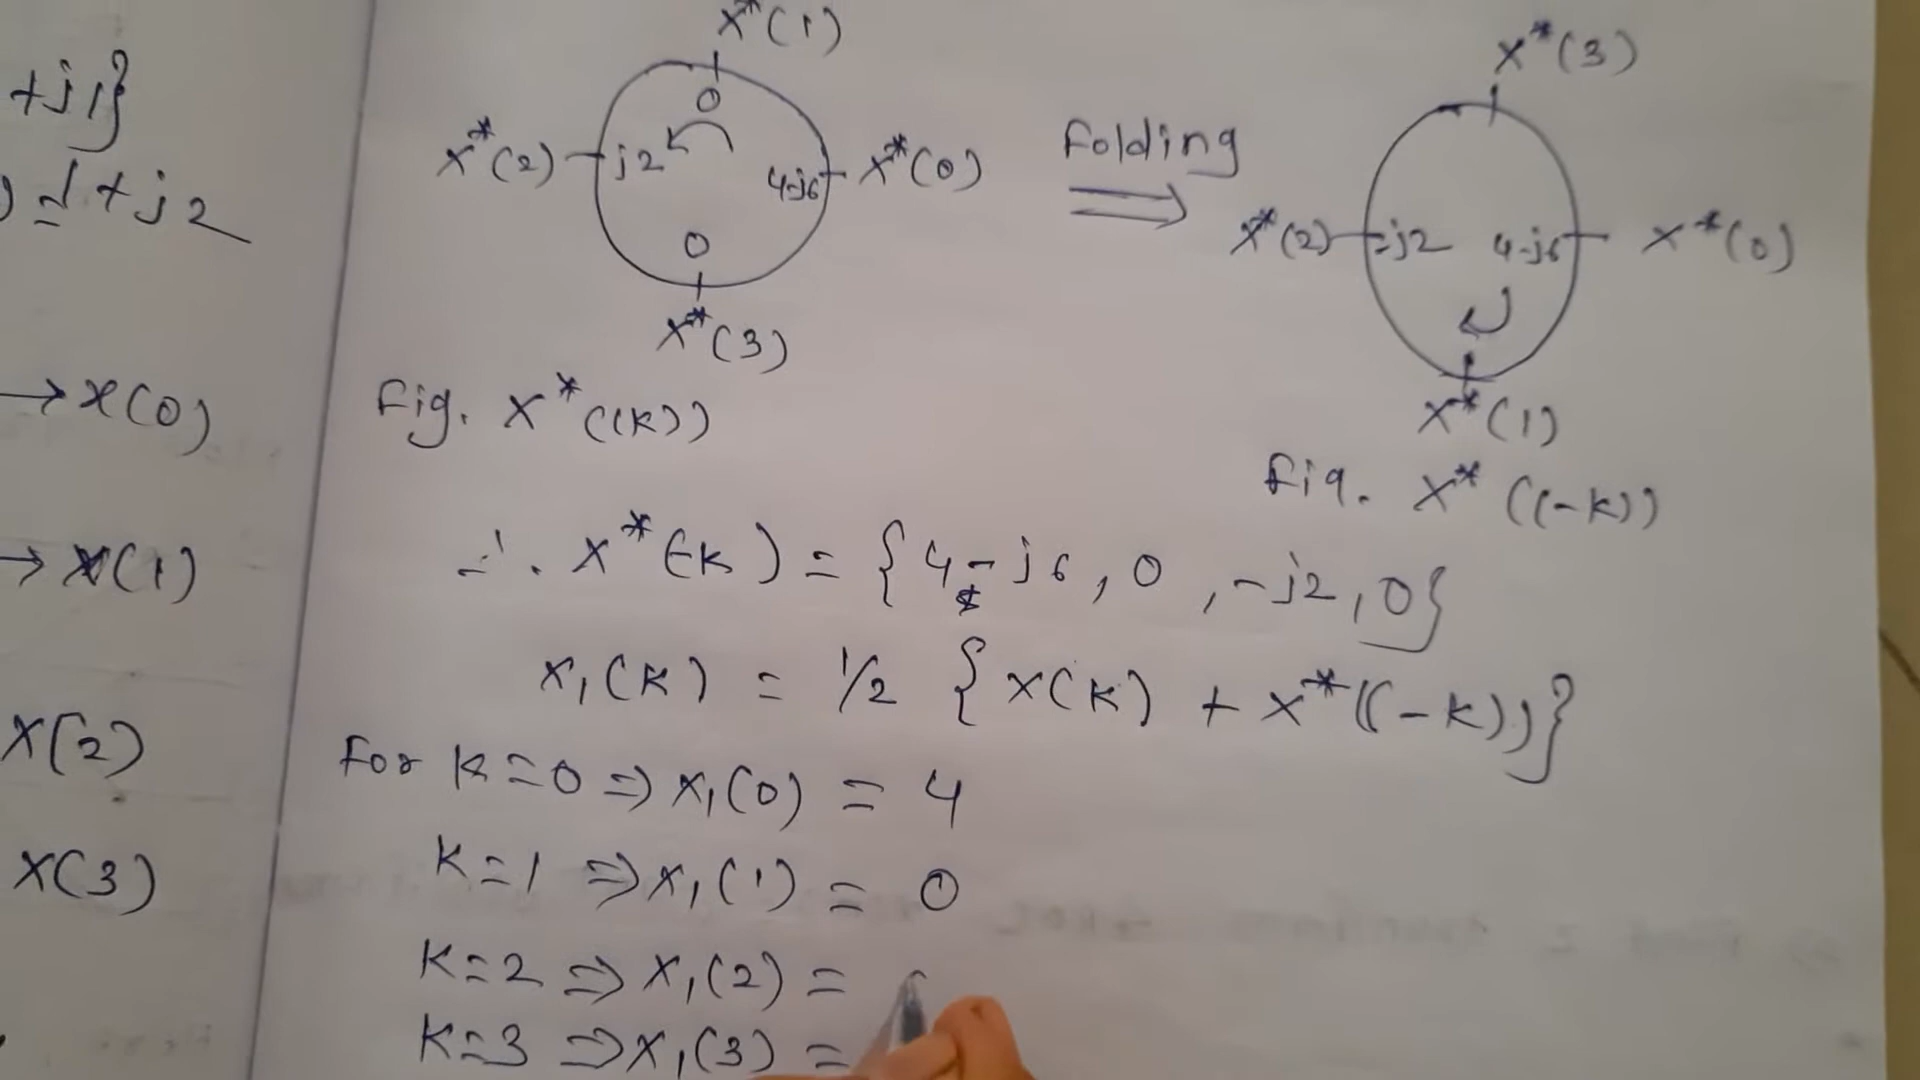 +j1}
) = 1+j2
→ x(0)
→ x(1)
X(2)
X(3)
X*(1)
0
X*(2) j2 4-j6 X*(0)
0
X*(3)
Fig. X*((k))
Folding
⇒
X*(3)
X*(2) -j2 4-j6 X*(0)
X*(1)
Fig. X*((-k))
∴ X*(-k) = {4-j6, 0, -j2, 0}
X₁(k) = 1/2 {X(k) + X*((-k))}
For k=0 ⇒ X₁(0) = 4
k=1 ⇒ X₁(1) = 0
k=2 ⇒ X₁(2) =
k=3 ⇒ X₁(3) =